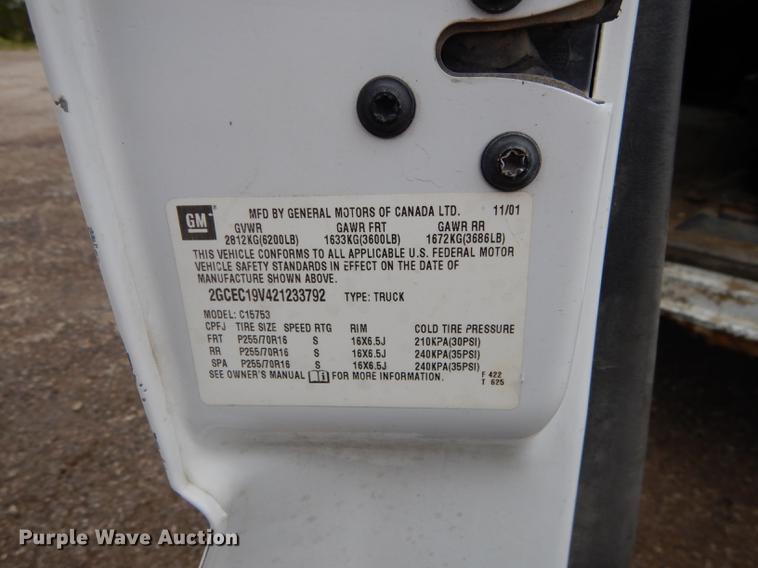 GM MFD BY GENERAL MOTORS OF CANADA LTD. 11/01
GVWR GAWR FRT GAWR RR
2812KG(6200LB) 1633KG(3600LB) 1672KG(3686LB)
THIS VEHICLE CONFORMS TO ALL APPLICABLE U.S. FEDERAL MOTOR
VEHICLE SAFETY STANDARDS IN EFFECT ON THE DATE OF
MANUFACTURE SHOWN ABOVE.
2GCEC19V421233792 TYPE: TRUCK
MODEL: C15753
CPFJ TIRE SIZE SPEED RTG RIM COLD TIRE PRESSURE
FRT P255/70R16 S 16X6.5J 210KPA(30PSI)
RR P255/70R16 S 16X6.5J 240KPA(35PSI)
SPA P255/70R16 S 16X6.5J 240KPA(35PSI)
SEE OWNER'S MANUAL FOR MORE INFORMATION.
F 422
T 625
Purple Wave Auction